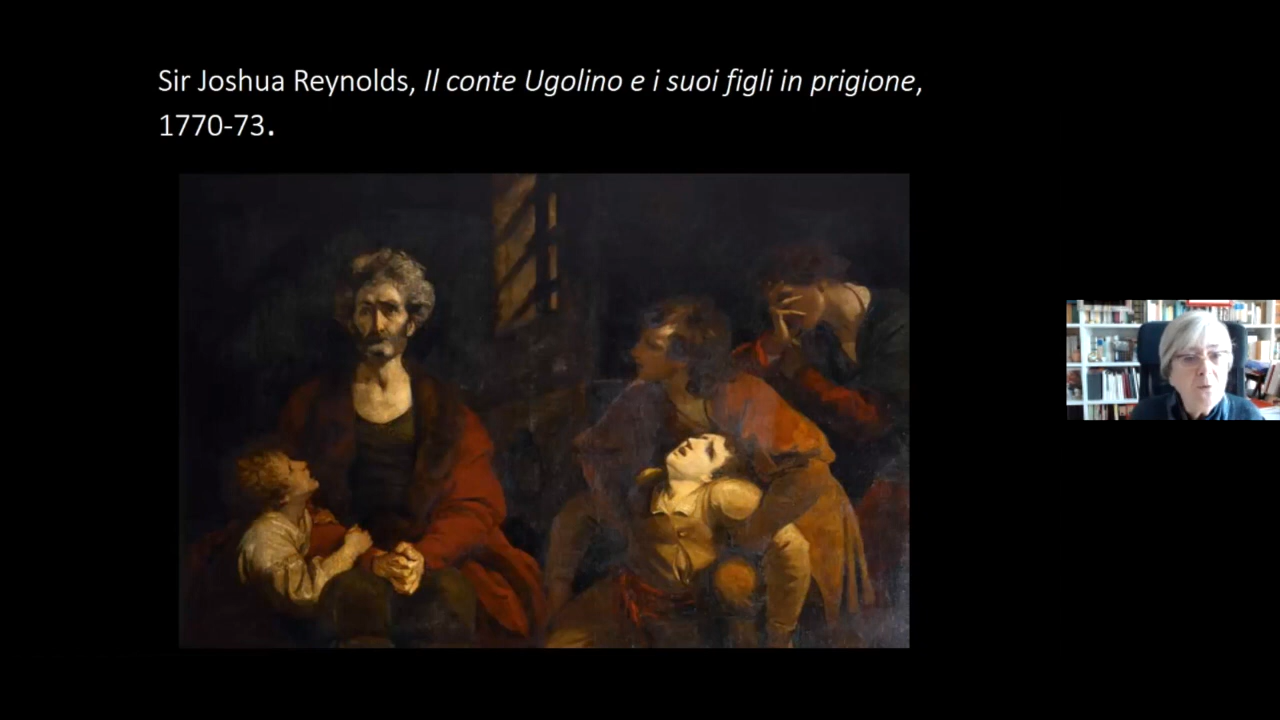 Sir Joshua Reynolds, Il conte Ugolino e i suoi figli in prigione,
1770-73.